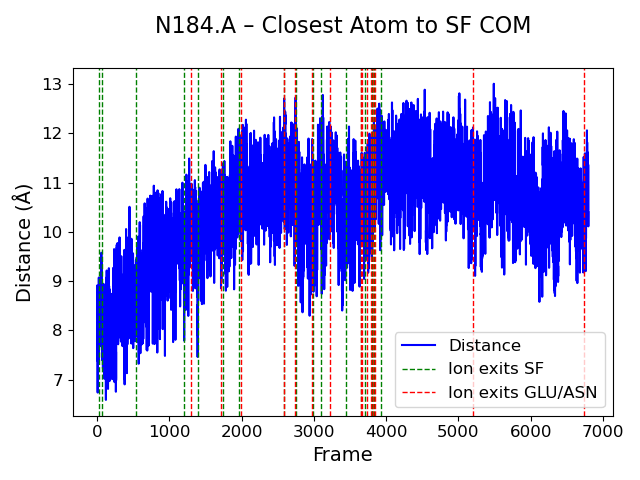 N184.A – Closest Atom to SF COM
Distance (Å)
13
12
11
10
9
8
7
0
1000
2000
3000
4000
5000
6000
7000
Frame
Distance
Ion exits SF
Ion exits GLU/ASN